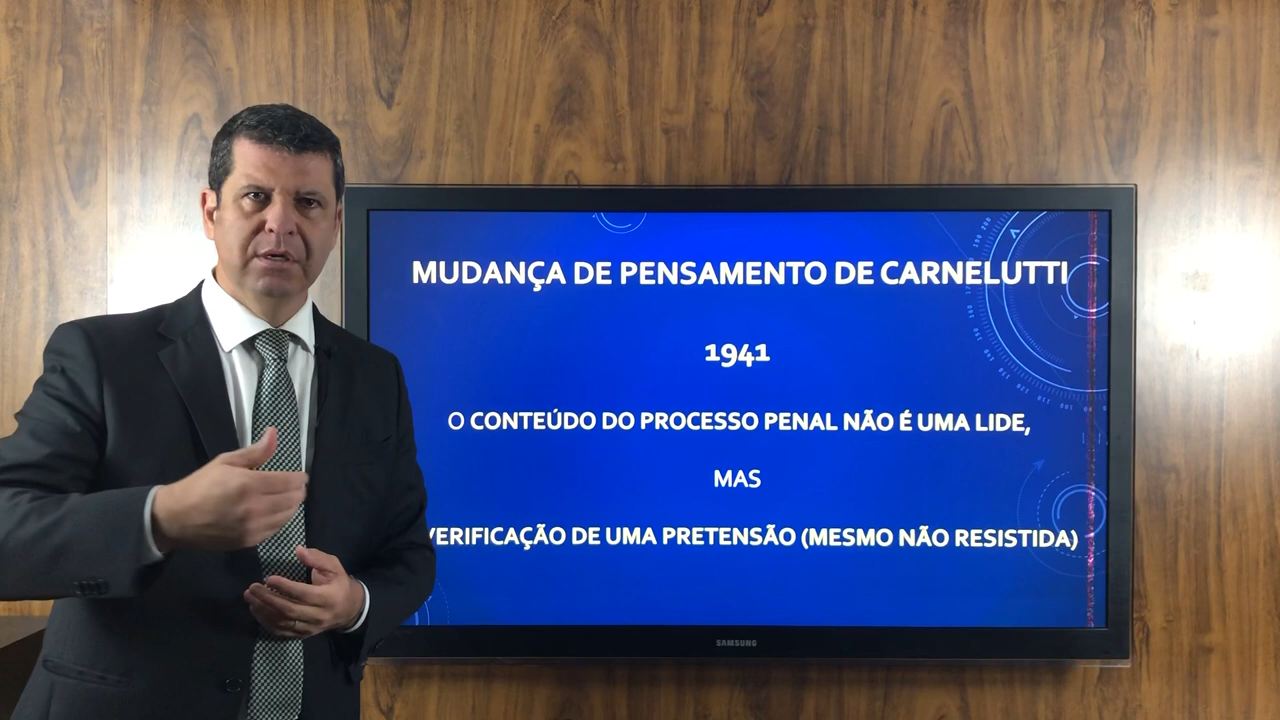 MUDANÇA DE PENSAMENTO DE CARNELUTTI
1941
O CONTEÚDO DO PROCESSO PENAL NÃO É UMA LIDE,
MAS
VERIFICAÇÃO DE UMA PRETENSÃO (MESMO NÃO RESISTIDA)
SAMSUNG